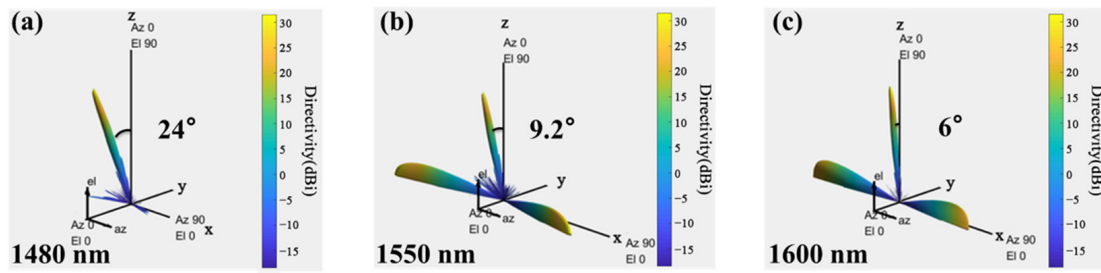 (a)
z
Az 0
El 90
24°
y
el
Az 0
El 0
az
Az 90
El 0
x
1480 nm
30
25
20
15
10
5
0
−5
−10
−15
Directivity(dBi)
(b)
z
Az 0
El 90
9.2°
y
el
Az 0
El 0
az
x
Az 90
El 0
1550 nm
30
25
20
15
10
5
0
−5
−10
−15
Directivity(dBi)
(c)
z
Az 0
El 90
6°
y
el
Az 0
El 0
az
x
Az 90
El 0
1600 nm
30
25
20
15
10
5
0
−5
−10
−15
Directivity(dBi)